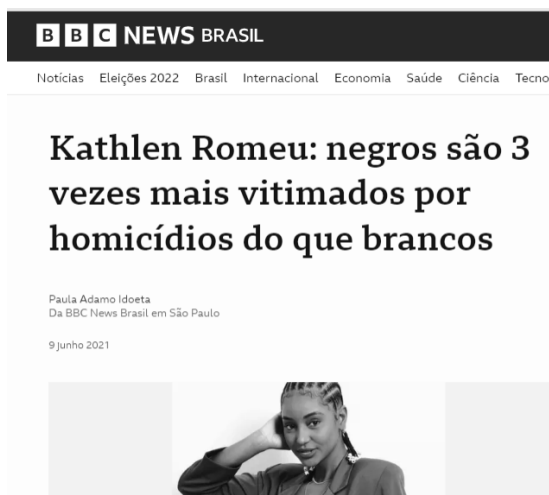 BBC NEWS BRASIL
Notícias Eleições 2022 Brasil Internacional Economia Saúde Ciência Tecno
Kathlen Romeu: negros são 3
vezes mais vitimados por
homicídios do que brancos
Paula Adamo Idoeta
Da BBC News Brasil em São Paulo
9 junho 2021